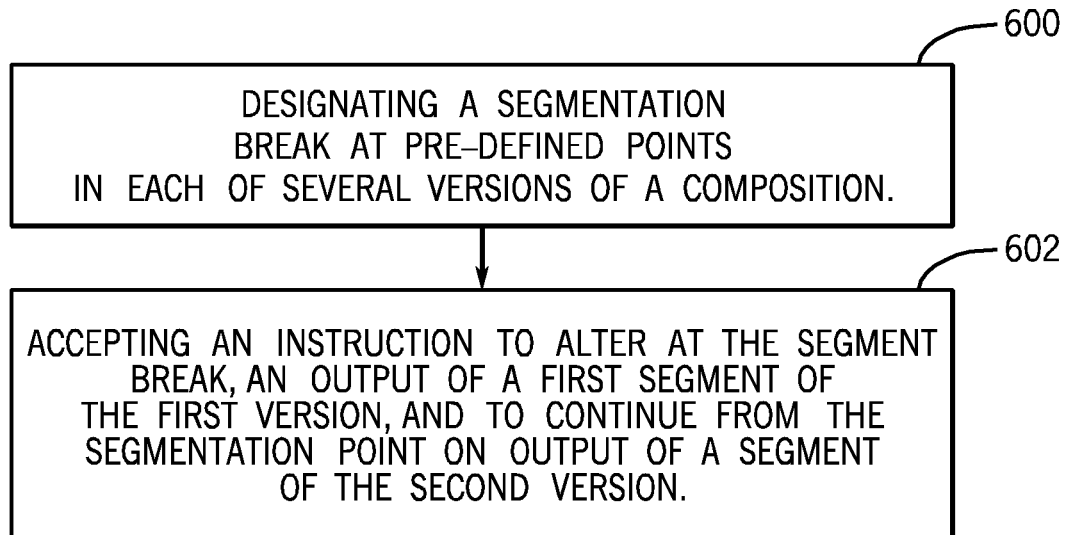 600
DESIGNATING A SEGMENTATION
BREAK AT PRE–DEFINED POINTS
IN EACH OF SEVERAL VERSIONS OF A COMPOSITION.
602
ACCEPTING AN INSTRUCTION TO ALTER AT THE SEGMENT
BREAK, AN OUTPUT OF A FIRST SEGMENT OF
THE FIRST VERSION, AND TO CONTINUE FROM THE
SEGMENTATION POINT ON OUTPUT OF A SEGMENT
OF THE SECOND VERSION.